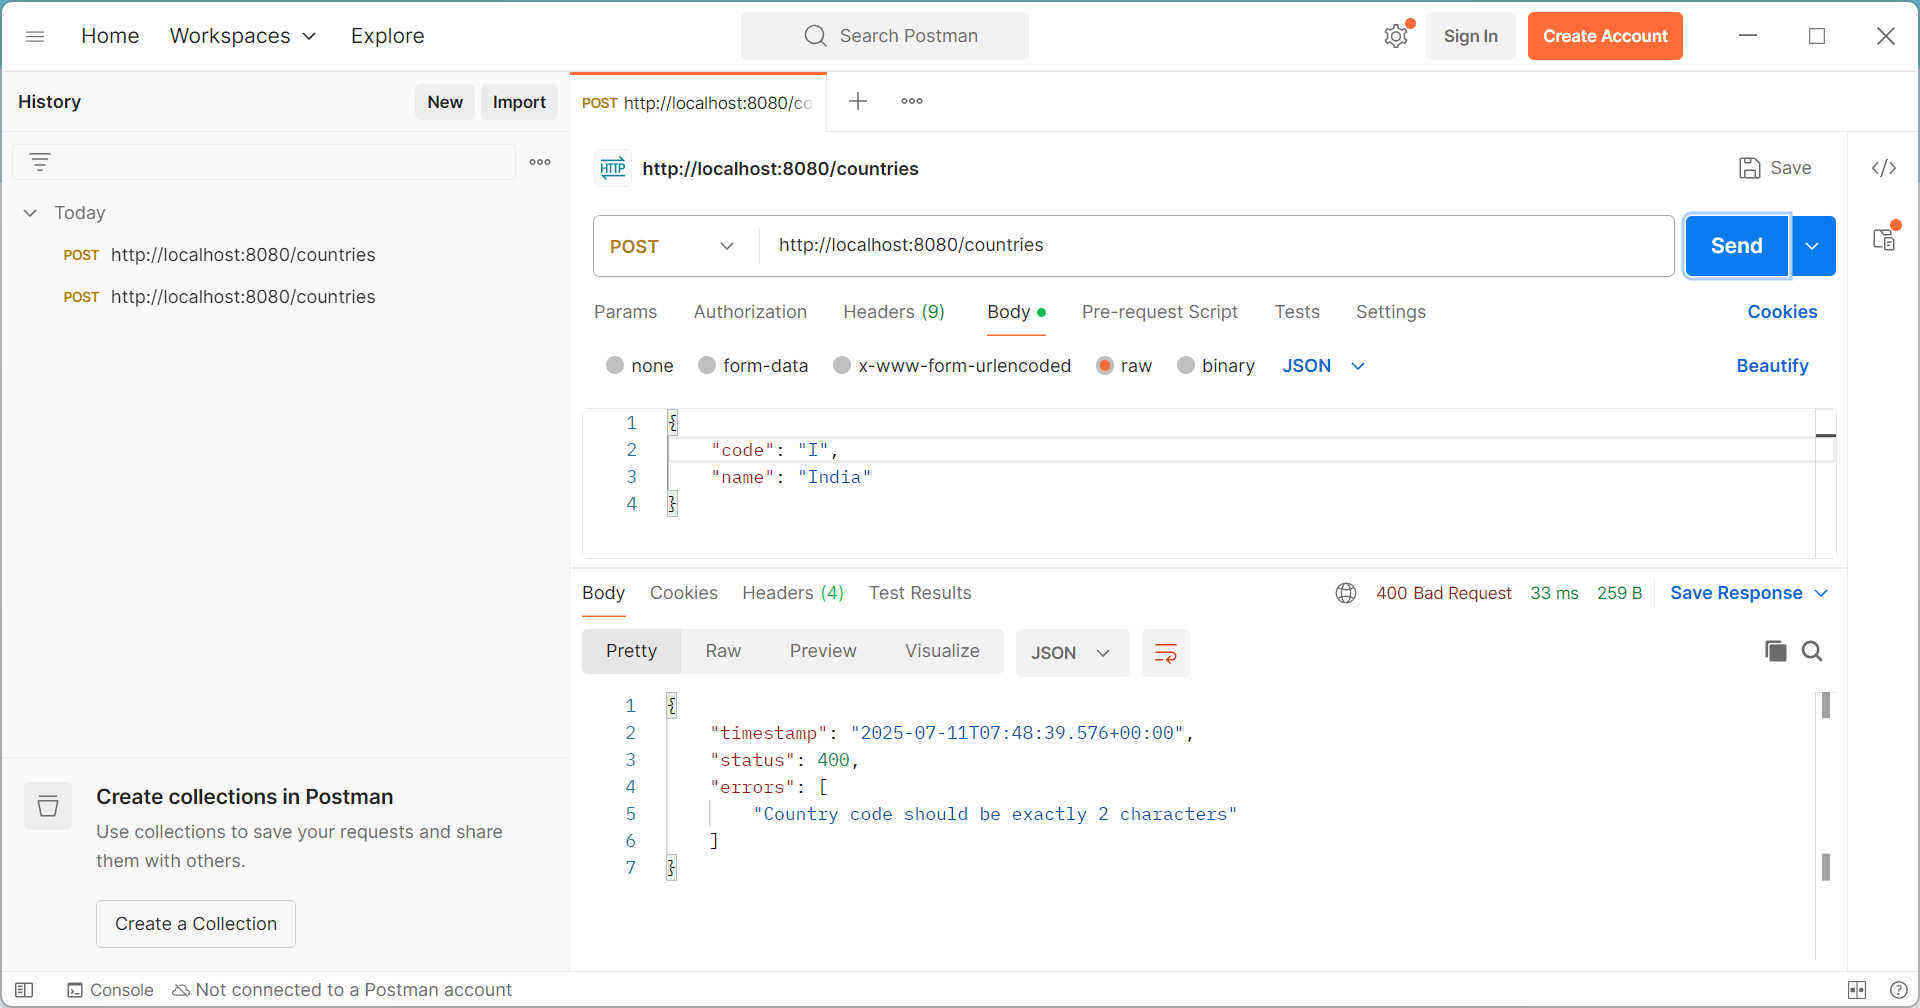 Home Workspaces Explore Search Postman Sign In Create Account
History New Import
POST http://localhost:8080/co
HTTP http://localhost:8080/countries Save
Today
POST http://localhost:8080/countries
POST http://localhost:8080/countries
POST http://localhost:8080/countries Send
Params Authorization Headers (9) Body Pre-request Script Tests Settings Cookies
none form-data x-www-form-urlencoded raw binary JSON Beautify
1 {
2 "code": "I",
3 "name": "India"
4 }
Body Cookies Headers (4) Test Results 400 Bad Request 33 ms 259 B Save Response
Pretty Raw Preview Visualize JSON
1 {
2 "timestamp": "2025-07-11T07:48:39.576+00:00",
3 "status": 400,
4 "errors": [
5 "Country code should be exactly 2 characters"
6 ]
7 }
Create collections in Postman
Use collections to save your requests and share
them with others.
Create a Collection
Console Not connected to a Postman account